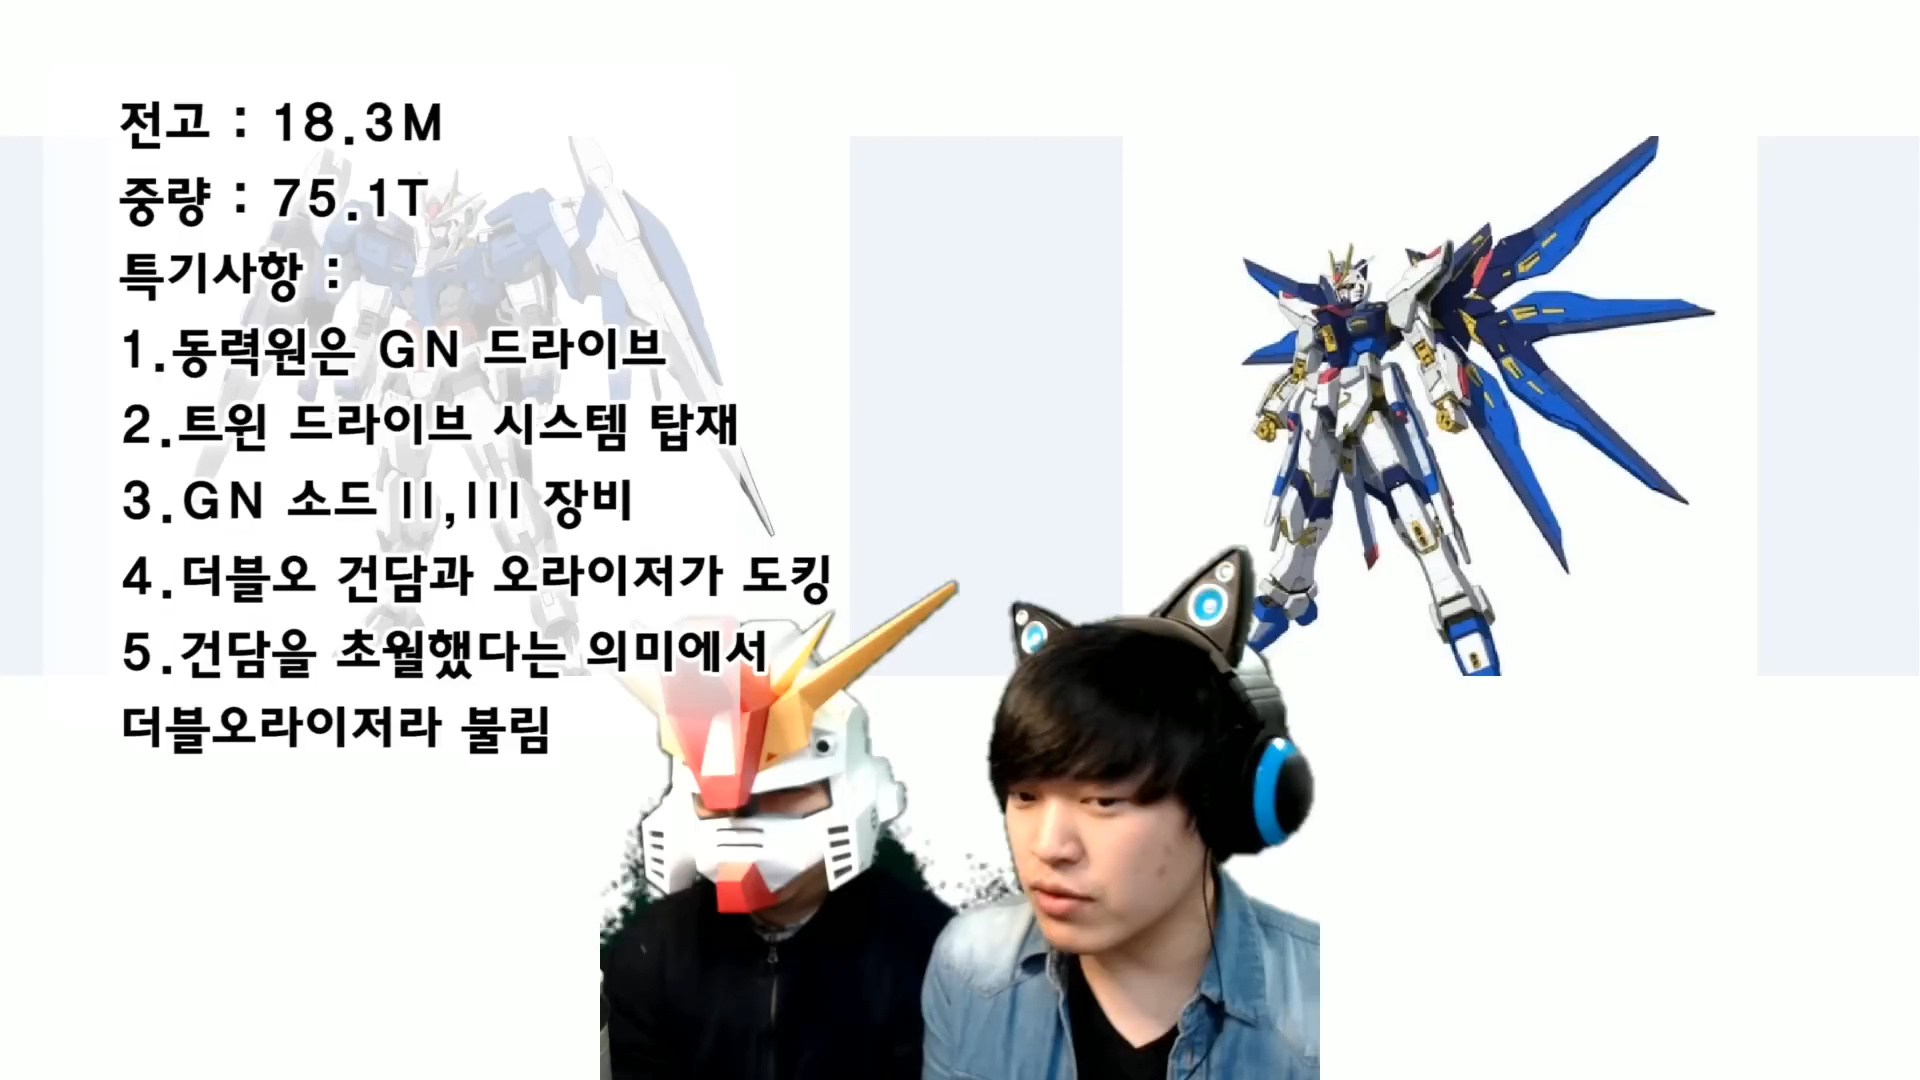 전고 : 18.3M
중량 : 75.1T
특기사항 :
1.동력원은 GN 드라이브
2.트윈 드라이브 시스템 탑재
3.GN 소드 II,III 장비
4.더블오 건담과 오라이저가 도킹
5.건담을 초월했다는 의미에서
더블오라이저라 불림